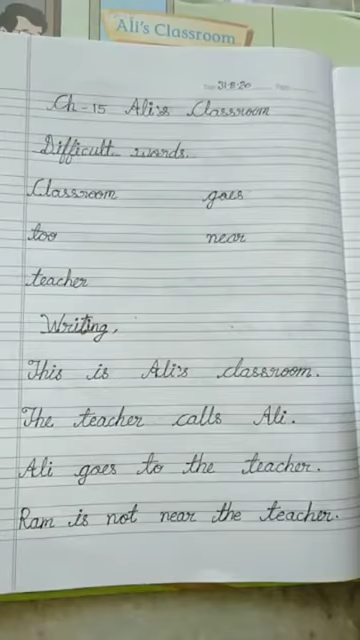 Ali's Classroom
31-8-20
Ch-15 Ali's Classroom
Difficult words.
Classroom goes
too near
teacher
Writing.
This is Ali's classroom.
The teacher calls Ali.
Ali goes to the teacher.
Ram is not near the teacher.